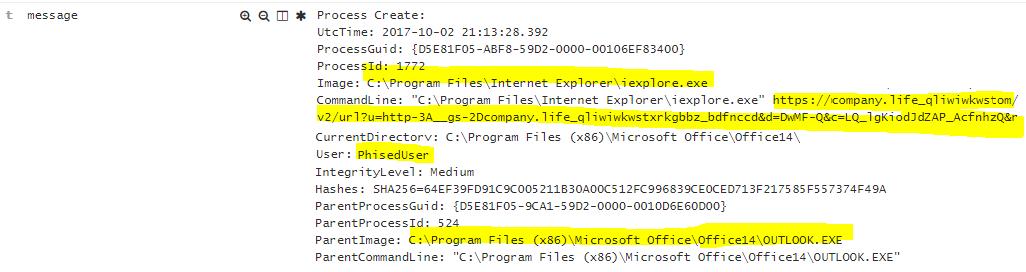 t message Process Create:
UtcTime: 2017-10-02 21:13:28.392
ProcessGuid: {D5E81F05-ABF8-59D2-0000-00106EF83400}
ProcessId: 1772
Image: C:\Program Files\Internet Explorer\iexplore.exe
CommandLine: "C:\Program Files\Internet Explorer\iexplore.exe" https://company.life_qliwiwkwstom/
v2/url?u=http-3A__gs-2Dcompany.life_qliwiwkwstxrkgbbz_bdfnccd&d=DwMF-Q&c=LQ_lgKiodJdZAP_AcfnhzQ&r
CurrentDirectory: C:\Program Files (x86)\Microsoft Office\Office14\
User: PhisedUser
IntegrityLevel: Medium
Hashes: SHA256=64EF39FD91C9C005211B30A00C512FC996839CE0CED713F217585F557374F49A
ParentProcessGuid: {D5E81F05-9CA1-59D2-0000-0010D6E60D00}
ParentProcessId: 524
ParentImage: C:\Program Files (x86)\Microsoft Office\Office14\OUTLOOK.EXE
ParentCommandLine: "C:\Program Files (x86)\Microsoft Office\Office14\OUTLOOK.EXE"